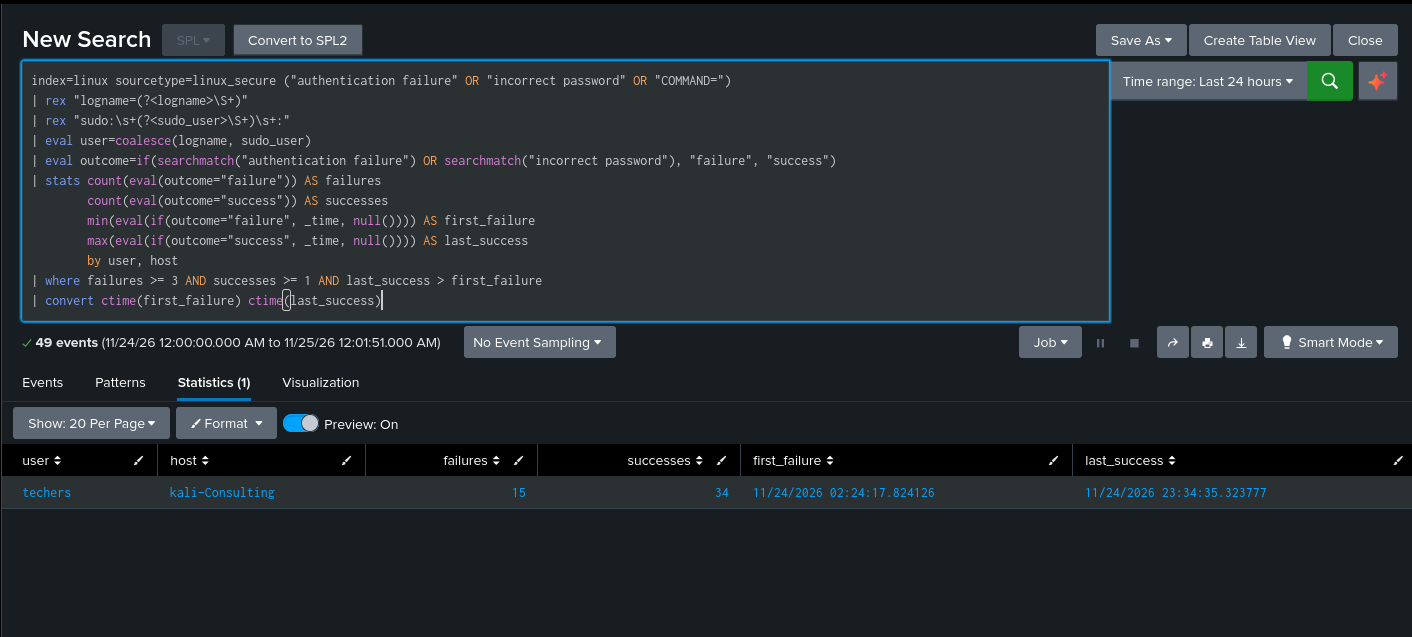 New Search
SPL
Convert to SPL2
Save As
Create Table View
Close
index=linux sourcetype=linux_secure ("authentication failure" OR "incorrect password" OR "COMMAND=")
| rex "logname=(?<logname>\S+)"
| rex "sudo:\s+(?<sudo_user>\S+)\s+:"
| eval user=coalesce(logname, sudo_user)
| eval outcome=if(searchmatch("authentication failure") OR searchmatch("incorrect password"), "failure", "success")
| stats count(eval(outcome="failure")) AS failures
count(eval(outcome="success")) AS successes
min(eval(if(outcome="failure", _time, null()))) AS first_failure
max(eval(if(outcome="success", _time, null()))) AS last_success
by user, host
| where failures >= 3 AND successes >= 1 AND last_success > first_failure
| convert ctime(first_failure) ctime(last_success)
Time range: Last 24 hours
49 events (11/24/26 12:00:00.000 AM to 11/25/26 12:01:51.000 AM)
No Event Sampling
Job
Smart Mode
Events
Patterns
Statistics (1)
Visualization
Show: 20 Per Page
Format
Preview: On
user
host
failures
successes
first_failure
last_success
techers
kali-Consulting
15
34
11/24/2026 02:24:17.824126
11/24/2026 23:34:35.323777